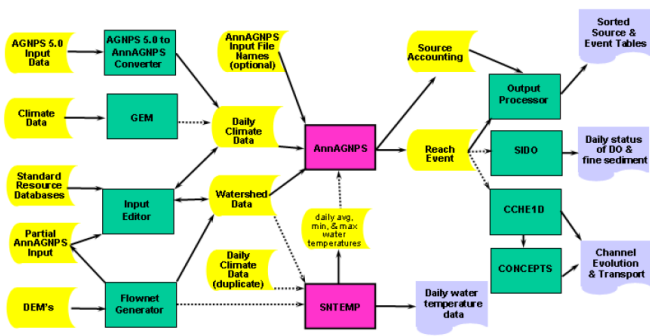 AGNPS 5.0
Input
Data
AGNPS 5.0 to
AnnAGNPS
Converter
AnnAGNPS
Input File
Names
(optional)
Source
Accounting
Sorted
Source &
Event Tables
Output
Processor
Climate
Data
GEM
Daily
Climate
Data
AnnAGNPS
Reach
Event
SIDO
Daily status
of DO &
fine sediment
Standard
Resource
Databases
Input
Editor
Watershed
Data
daily avg,
min, & max
water
temperatures
CCHE1D
Partial
AnnAGNPS
Input
Daily
Climate
Data
(duplicate)
CONCEPTS
Channel
Evolution
& Transport
DEM's
Flownet
Generator
SNTEMP
Daily water
temperature
data